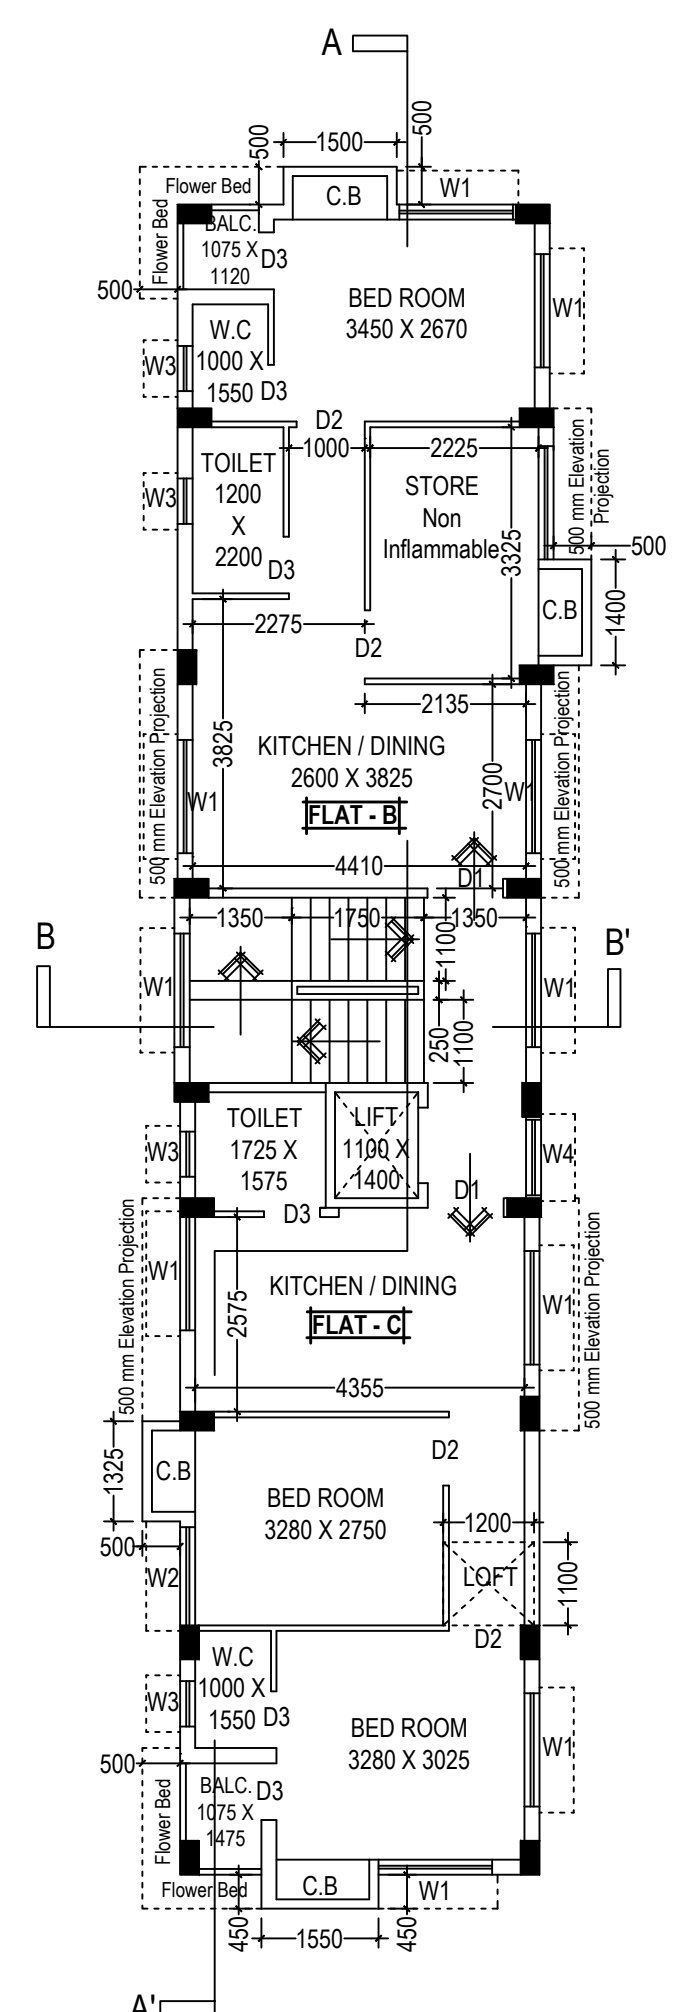 A
500
1500
500
Flower Bed
C.B
W1
Flower Bed
BALC.
1075 X
1120
D3
500
BED ROOM
3450 X 2670
W1
W.C
1000 X
1550
D3
W3
D2
1000
2225
TOILET
1200
X
2200
D3
W3
STORE
Non
Inflammable
3325
500 mm Elevation
Projection
500
C.B
1400
2275
D2
2135
500 mm Elevation Projection
3825
KITCHEN / DINING
2600 X 3825
FLAT - B
2700
W1
W1
500 mm Elevation Projection
4410
D1
1350
1750
1350
B
B'
1100
W1
W1
250
1100
TOILET
1725 X
1575
LIFT
1100 X
1400
W3
W4
D1
D3
500 mm Elevation Projection
W1
2575
KITCHEN / DINING
FLAT - C
W1
500 mm Elevation Projection
4355
D2
1325
C.B
BED ROOM
3280 X 2750
1200
500
W2
LOFT
1100
D2
W.C
1000 X
1550
D3
W3
BED ROOM
3280 X 3025
W1
500
BALC.
1075 X
1475
D3
Flower Bed
Flower Bed
C.B
W1
450
1550
450
A'